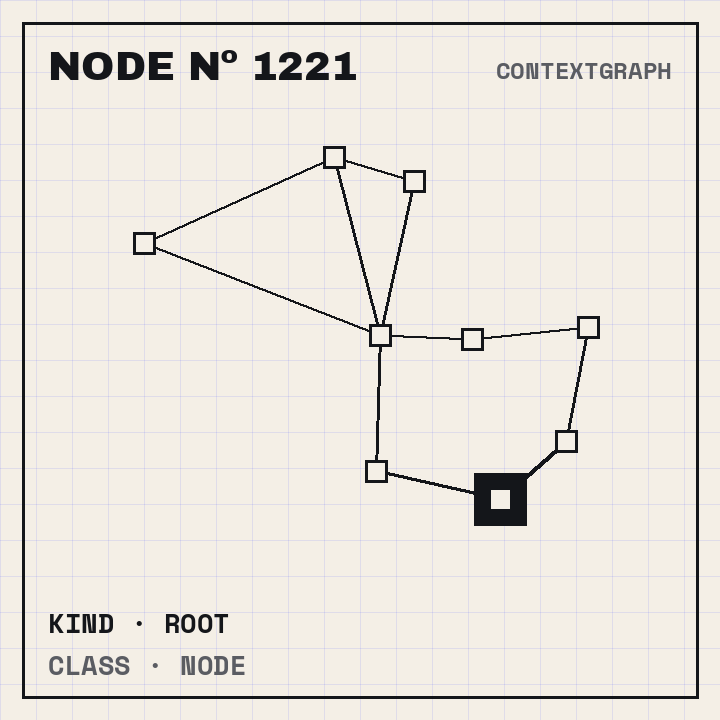 NODE Nº 1221
CONTEXTGRAPH
KIND · ROOT
CLASS · NODE